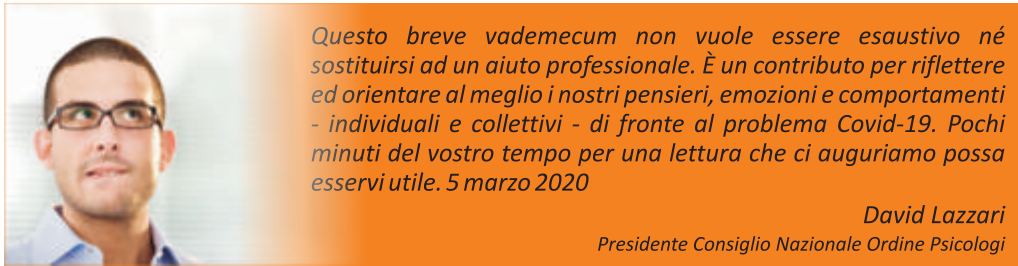 Questo breve vademecum non vuole essere esaustivo né
sostituirsi ad un aiuto professionale. È un contributo per riflettere
ed orientare al meglio i nostri pensieri, emozioni e comportamenti
- individuali e collettivi - di fronte al problema Covid-19. Pochi
minuti del vostro tempo per una lettura che ci auguriamo possa
esservi utile. 5 marzo 2020
David Lazzari
Presidente Consiglio Nazionale Ordine Psicologi